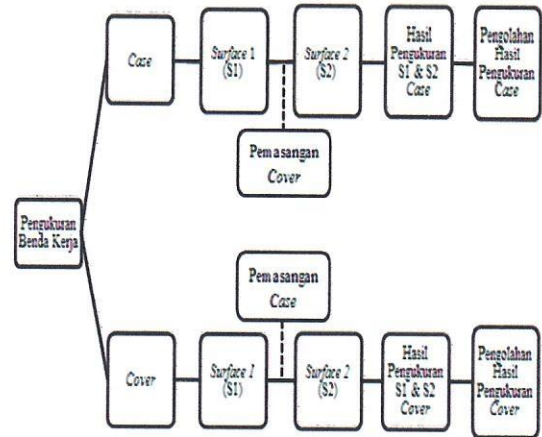 Case
Surface 1
(S1)
Surface 2
(S2)
Hasil
Pengukuran
S1 & S2
Case
Pengolahan
Hasil
Pengukuran
Case
Pemasangan
Cover
Pengukuran
Benda Kerja
Pemasangan
Case
Cover
Surface 1
(S1)
Surface 2
(S2)
Hasil
Pengukuran
S1 & S2
Cover
Pengolahan
Hasil
Pengukuran
Cover